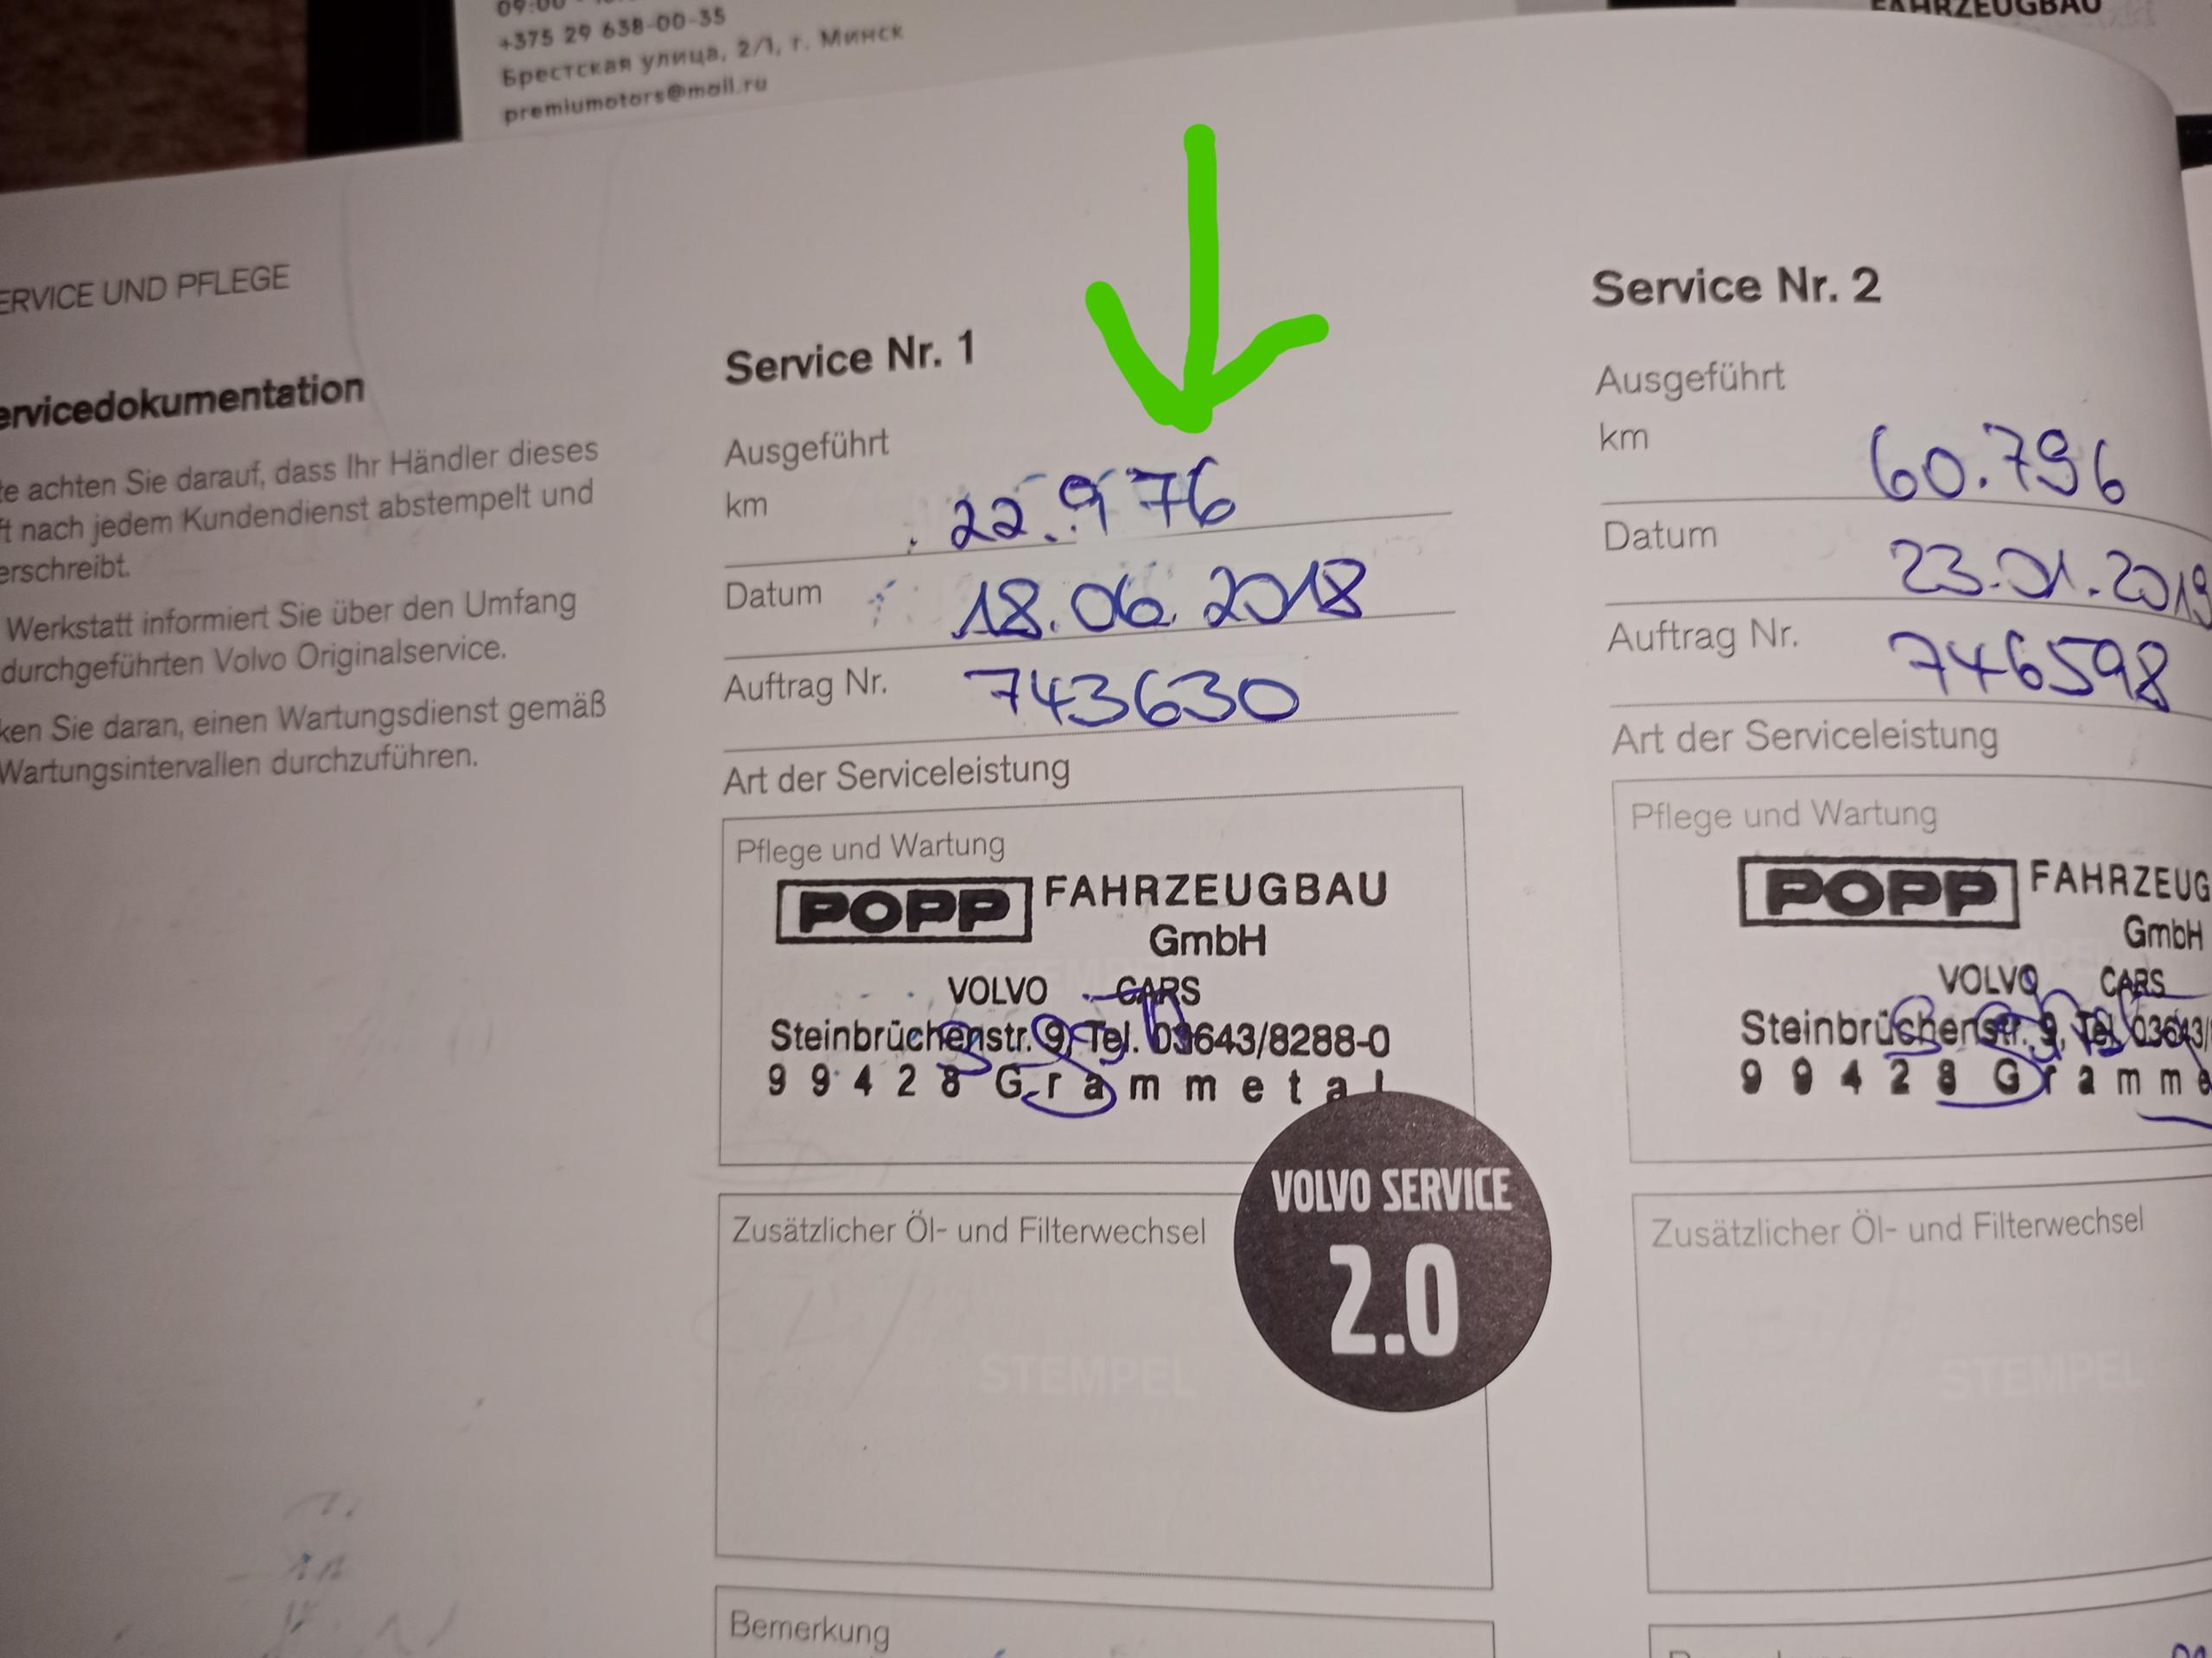 09:00
+375 29 638-00-35
Брестская улица, 2/1, г. Минск
premiumotors@mail.ru
FAHRZEUGBAU
ERVICE UND PFLEGE
ervicedokumentation
te achten Sie darauf, dass Ihr Händler dieses
ft nach jedem Kundendienst abstempelt und
erschreibt.
Werkstatt informiert Sie über den Umfang
durchgeführten Volvo Originalservice.
ken Sie daran, einen Wartungsdienst gemäß
Wartungsintervallen durchzuführen.
Service Nr. 1
Ausgeführt
km 22.976
Datum 18.06.2018
Auftrag Nr. 743630
Art der Serviceleistung
Pflege und Wartung
POPP FAHRZEUGBAU
GmbH
VOLVO CARS
Steinbrüchenstr. 9, Tel. 03643/8288-0
99428 Grammetal
VOLVO SERVICE
2.0
Zusätzlicher Öl- und Filterwechsel
STEMPEL
Bemerkung
Service Nr. 2
Ausgeführt
km 60.796
Datum 23.01.2019
Auftrag Nr. 746598
Art der Serviceleistung
Pflege und Wartung
POPP FAHRZEUG
GmbH
VOLVO CARS
Steinbrüchenstr. 9, Tel. 03643/
99428 Gramme
Zusätzlicher Öl- und Filterwechsel
STEMPEL